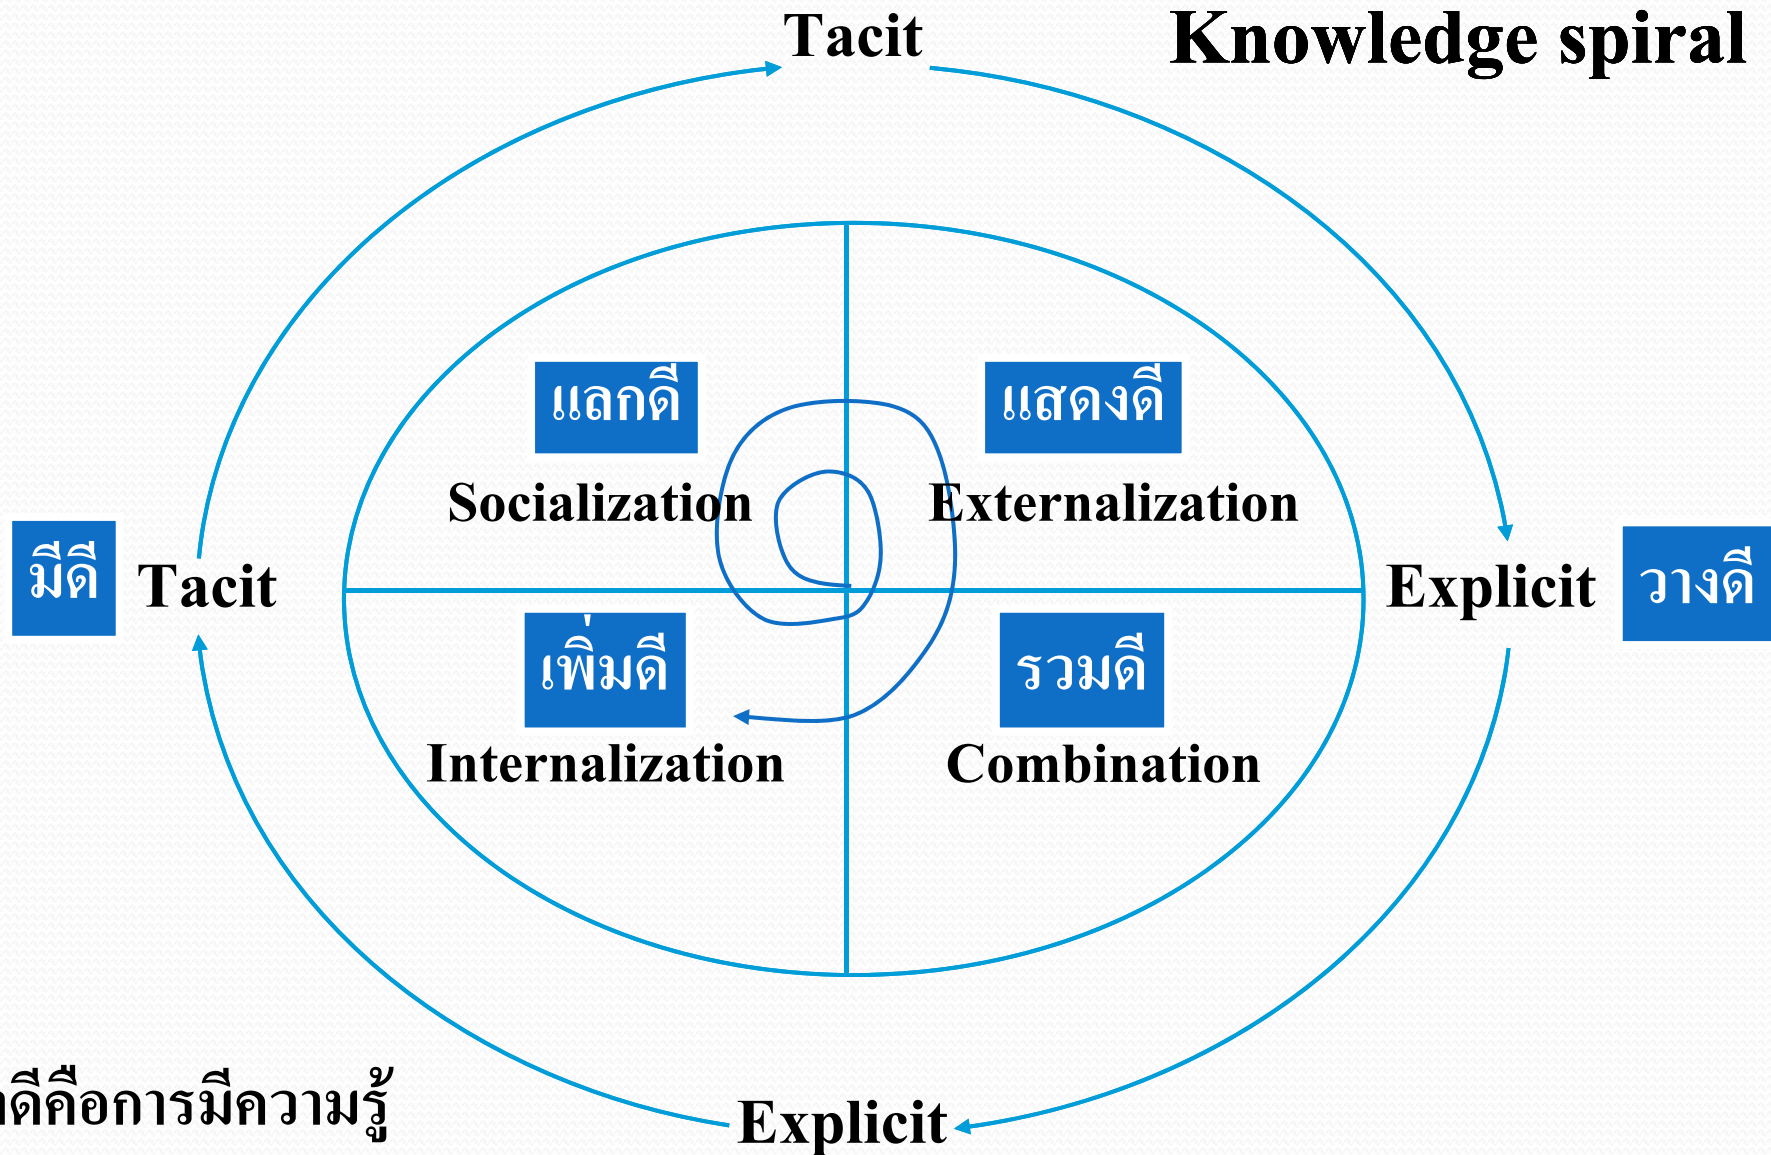 Knowledge spiral
Tacit
แลกดี
แสดงดี
Socialization
Externalization
มีดี
Tacit
Explicit
วางดี
เพิ่มดี
รวมดี
Internalization
Combination
ดีคือการมีความรู้
Explicit